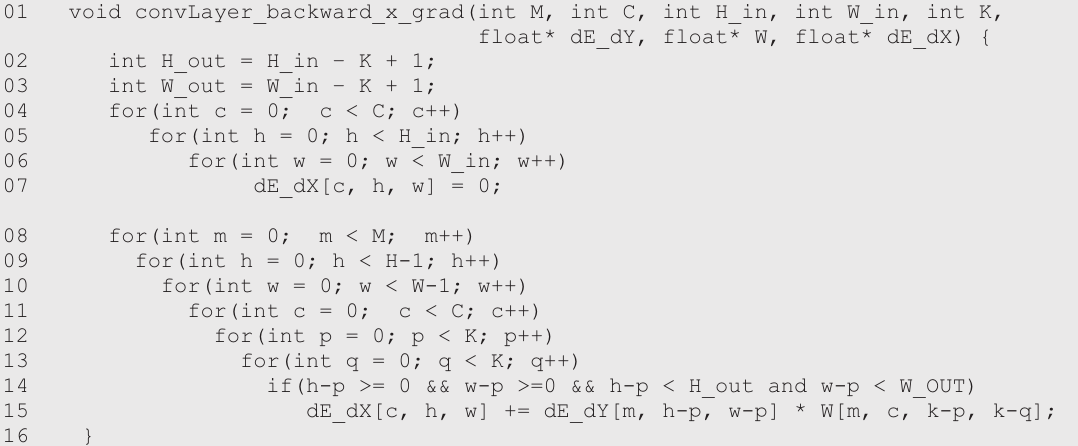 01 void convLayer_backward_x_grad(int M, int C, int H_in, int W_in, int K,
float* dE_dY, float* W, float* dE_dX) {
02 int H_out = H_in – K + 1;
03 int W_out = W_in – K + 1;
04 for(int c = 0; c < C; c++)
05 for(int h = 0; h < H_in; h++)
06 for(int w = 0; w < W_in; w++)
07 dE_dX[c, h, w] = 0;
08 for(int m = 0; m < M; m++)
09 for(int h = 0; h < H-1; h++)
10 for(int w = 0; w < W-1; w++)
11 for(int c = 0; c < C; c++)
12 for(int p = 0; p < K; p++)
13 for(int q = 0; q < K; q++)
14 if(h-p >= 0 && w-p >=0 && h-p < H_out and w-p < W_OUT)
15 dE_dX[c, h, w] += dE_dY[m, h-p, w-p] * W[m, c, k-p, k-q];
16 }